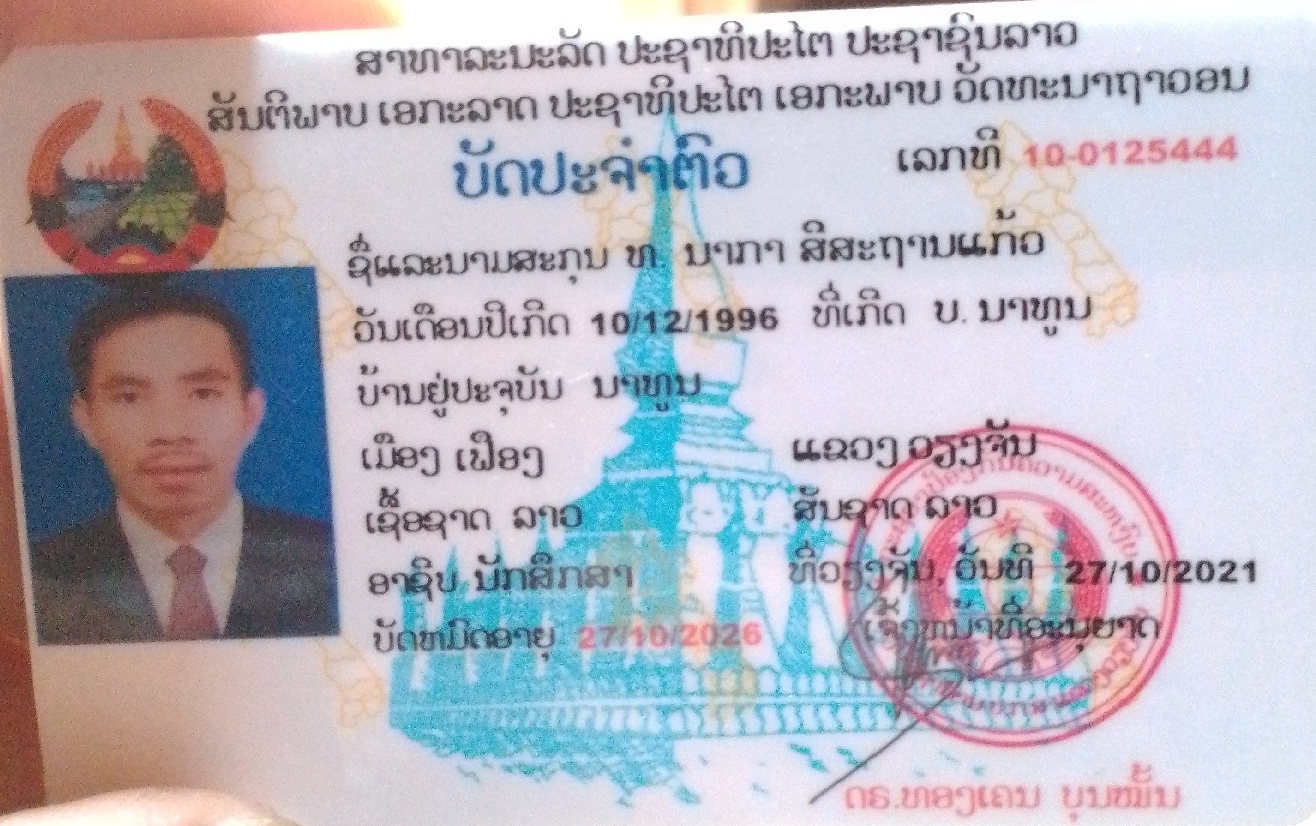 ສາທາລະນະລັດ ປະຊາທິປະໄຕ ປະຊາຊົນລາວ
ສັນຕິພາບ ເອກະລາດ ປະຊາທິປະໄຕ ເອກະພາບ ວັດທະນາຖາວອນ
ບັດປະຈຳຕົວ
ເລກທີ 10-0125444
ຊື່ແລະນາມສະກຸນ ທ. ນາກາ ສີສະຖານແກ້ວ
ວັນເດືອນປີເກີດ 10/12/1996 ທີ່ເກີດ ບ. ນາທູນ
ບ້ານຢູ່ປະຈຸບັນ ນາທູນ
ເມືອງ ເຟືອງ ແຂວງ ວຽງຈັນ
ເຊື້ອຊາດ ລາວ ສັນຊາດ ລາວ
ອາຊີບ ນັກສຶກສາ ທີ່ວຽງຈັນ, ວັນທີ 27/10/2021
ບັດຫມົດອາຍຸ 27/10/2026 ເຈົ້າຫນ້າທີ່ອະນຸຍາດ
ດຣ.ທອງເຄນ ບຸນໝັ້ນ